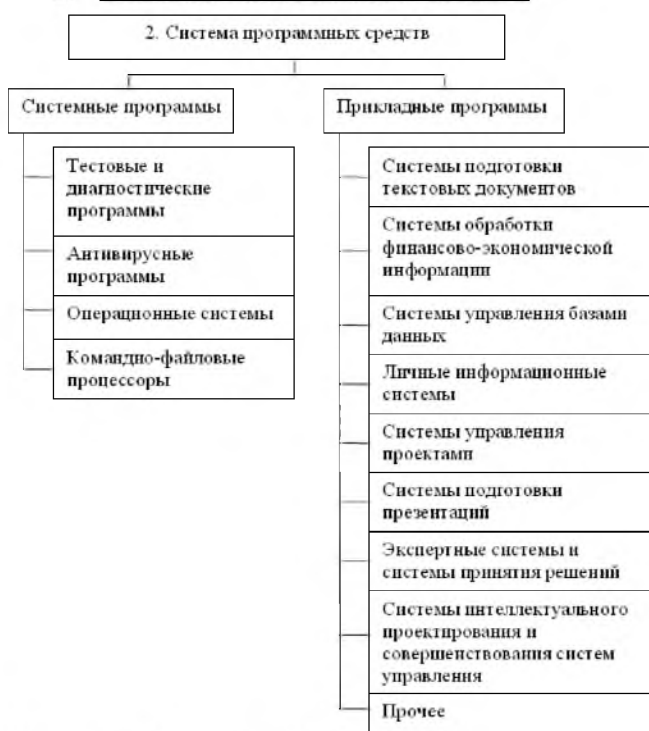 2. Система программных средств
Системные программы
Тестовые и
диагностические
программы
Антивирусные
программы
Операционные системы
Командно-файловые
процессоры
Прикладные программы
Системы подготовки
текстовых документов
Системы обработки
финансово-экономической
информации
Системы управления базами
данных
Личные информационные
системы
Системы управления
проектами
Системы подготовки
презентаций
Экспертные системы и
системы принятия решений
Системы интеллектуального
проектирования и
совершенствования систем
управления
Прочее